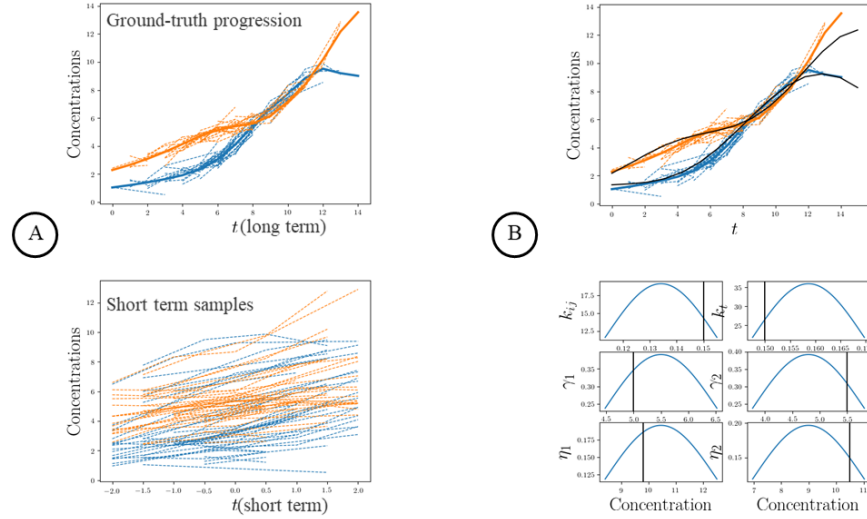 Ground-truth progression
Concentrations
14
12
10
8
6
4
2
0
0 2 4 6 8 10 12 14
t (long term)
A
Short term samples
Concentrations
12
10
8
6
4
2
0
−2.0 −1.5 −1.0 −0.5 0.0 0.5 1.0 1.5 2.0
t(short term)
Concentrations
14
12
10
8
6
4
2
0
0 2 4 6 8 10 12 14
t
B
k_{ij}
17.5
15.0
12.5
0.12 0.13 0.14 0.15
k_t
35
30
25
0.150 0.155 0.160 0.165
γ_1
0.35
0.30
0.25
4.5 5.0 5.5 6.0 6.5
γ_2
0.40
0.35
0.30
0.25
4.0 4.5 5.0 5.5
η_1
0.175
0.150
0.125
9 10 11 12
Concentration
η_2
0.20
0.15
7 8 9 10 11
Concentration